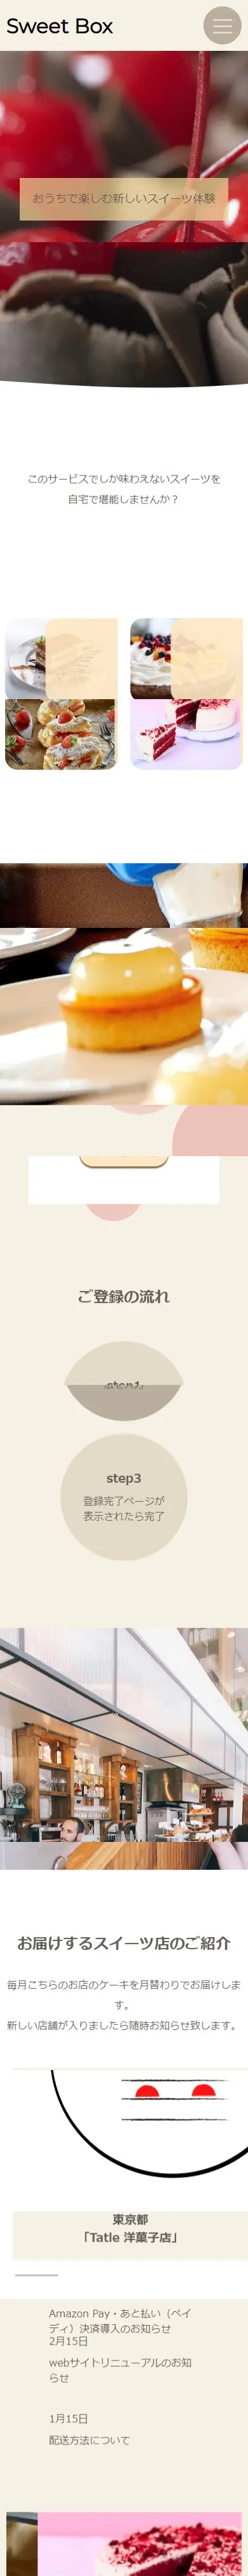 Sweet Box
おうちで楽しむ新しいスイーツ体験
このサービスでしか味わえないスイーツを
自宅で堪能しませんか？
ご登録の流れ
step3
登録完了ページが
表示されたら完了
お届けするスイーツ店のご紹介
毎月こちらのお店のケーキを月替わりでお届けしま
す。
新しい店舗が入りましたら随時お知らせ致します。
東京都
「Tatle 洋菓子店」
Amazon Pay・あと払い（ペイ
ディ）決済導入のお知らせ
2月15日
webサイトリニューアルのお知
らせ
1月15日
配送方法について